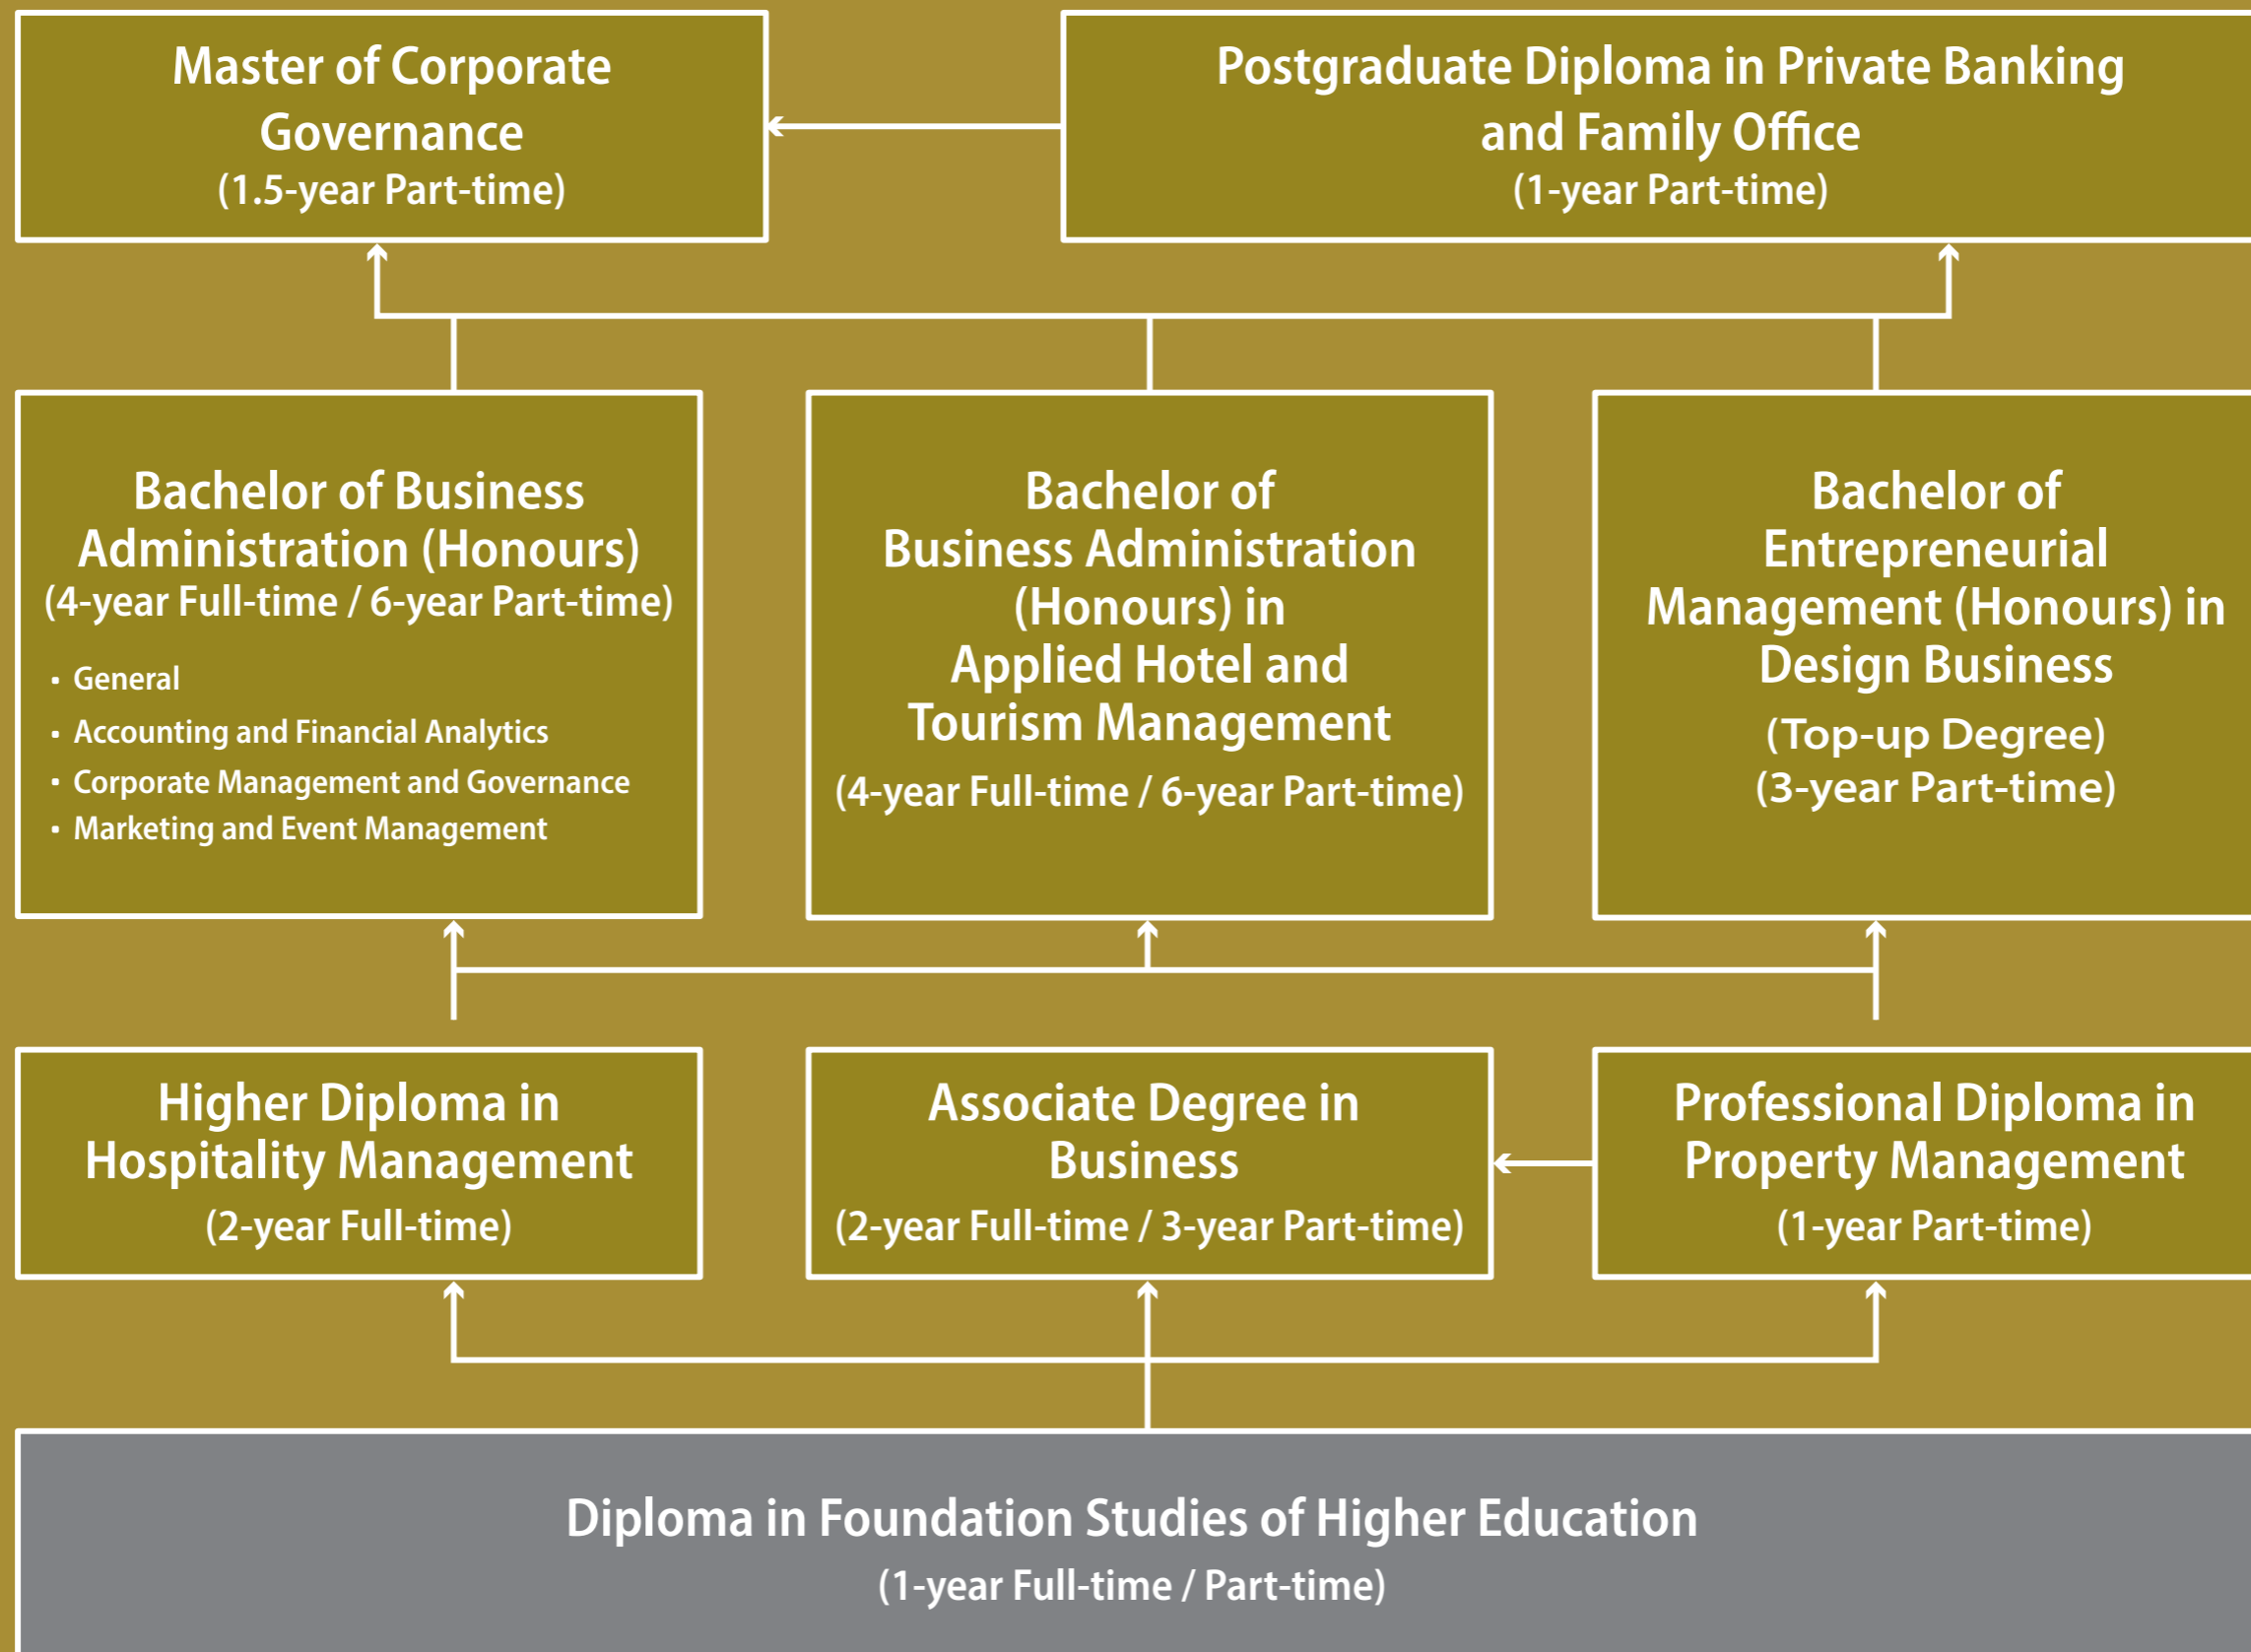 Master of Corporate
Governance
(1.5-year Part-time)
Postgraduate Diploma in Private Banking
and Family Office
(1-year Part-time)
Bachelor of Business
Administration (Honours)
(4-year Full-time / 6-year Part-time)
• General
• Accounting and Financial Analytics
• Corporate Management and Governance
• Marketing and Event Management
Bachelor of
Business Administration
(Honours) in
Applied Hotel and
Tourism Management
(4-year Full-time / 6-year Part-time)
Bachelor of
Entrepreneurial
Management (Honours) in
Design Business
(Top-up Degree)
(3-year Part-time)
Higher Diploma in
Hospitality Management
(2-year Full-time)
Associate Degree in
Business
(2-year Full-time / 3-year Part-time)
Professional Diploma in
Property Management
(1-year Part-time)
Diploma in Foundation Studies of Higher Education
(1-year Full-time / Part-time)